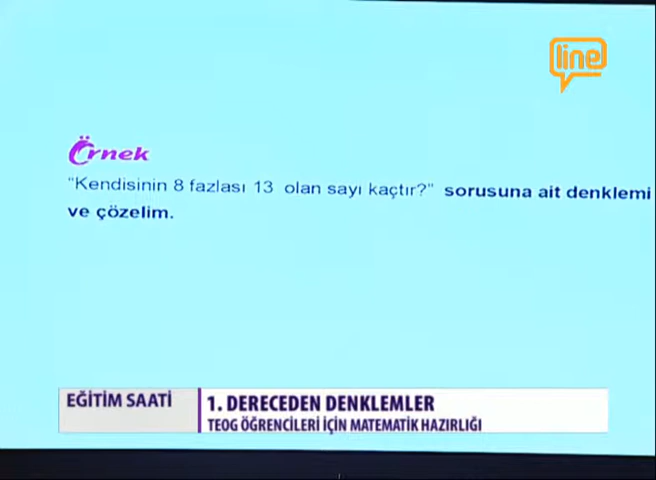 line
Örnek
"Kendisinin 8 fazlası 13 olan sayı kaçtır?" sorusuna ait denklemi
ve çözelim.
EĞİTİM SAATİ
1. DERECEDEN DENKLEMLER
TEOG ÖĞRENCİLERİ İÇİN MATEMATİK HAZIRLIĞI